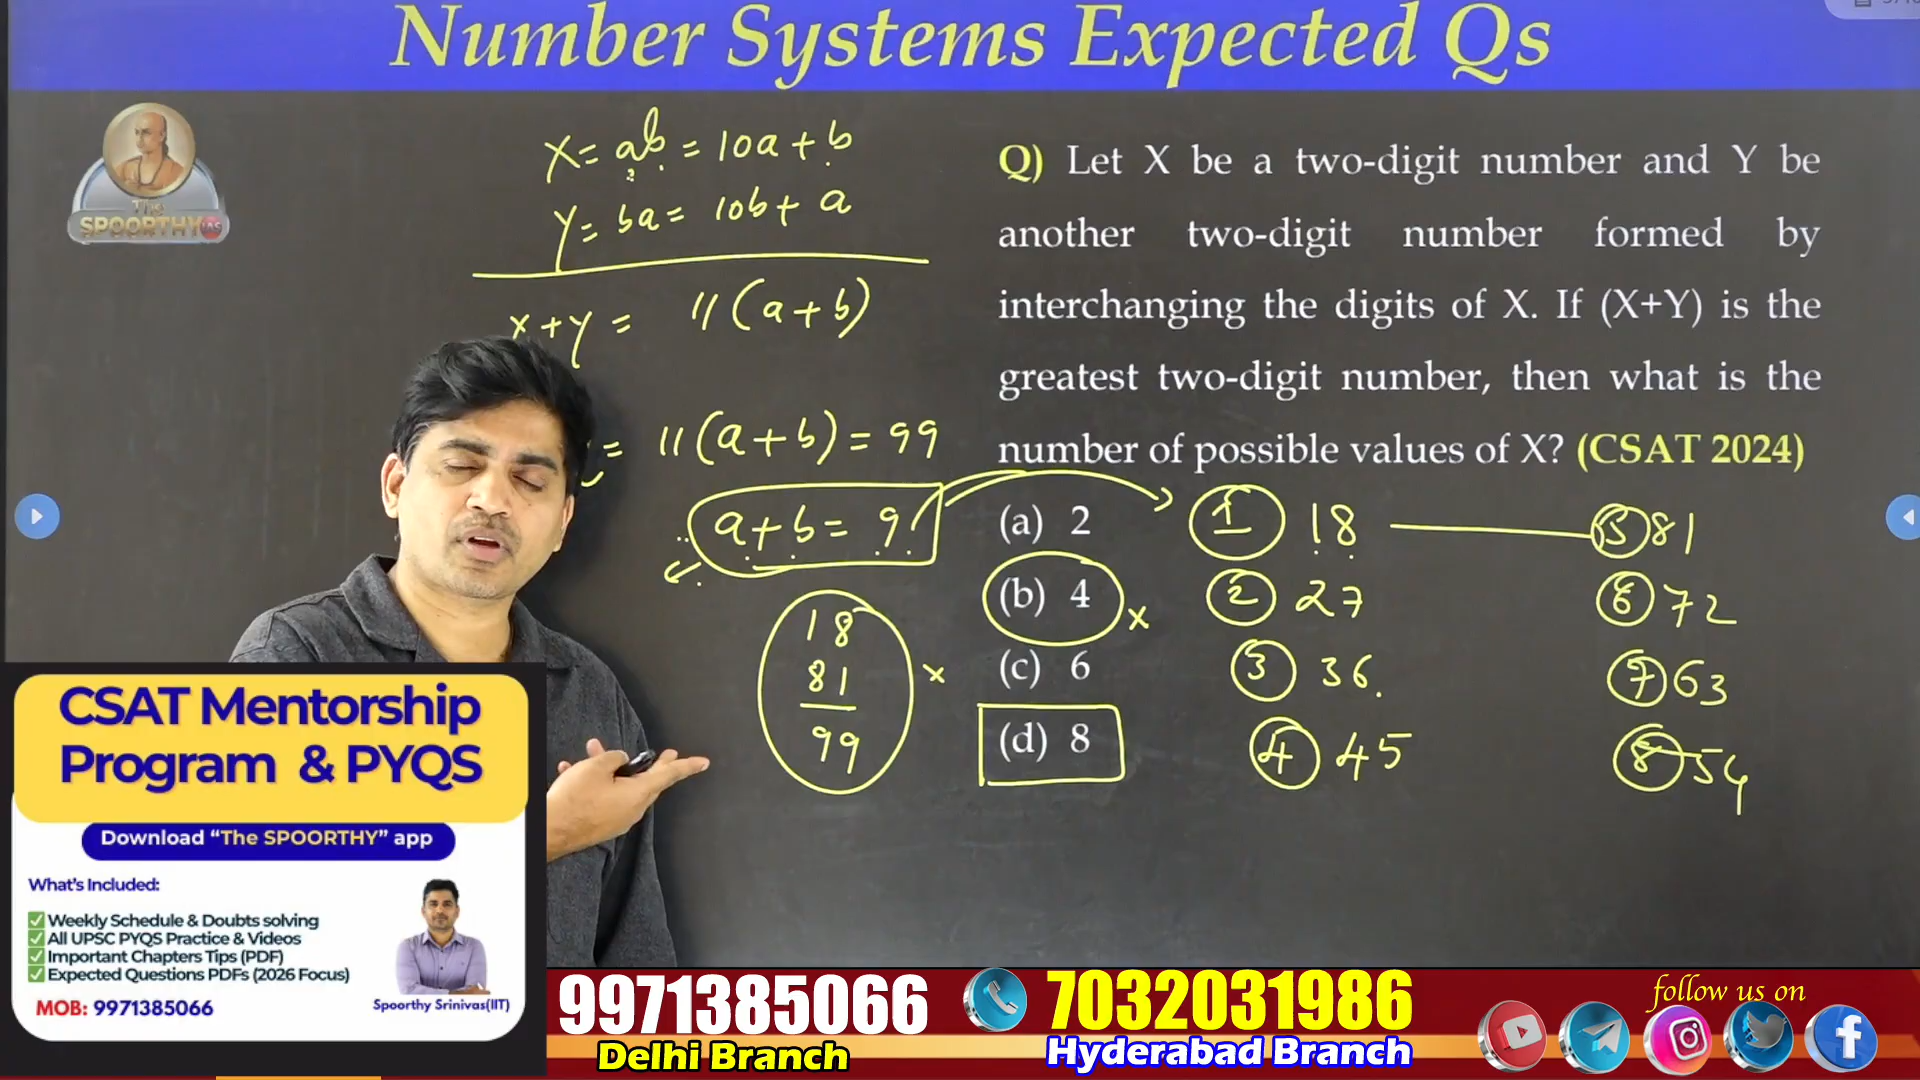 Number Systems Expected Qs
The
SPOORTHY IAS
X = ab = 10a + b
Y = ba = 10b + a
x + y = 11(a + b)
= 11(a + b) = 99
a + b = 9
18
81
99
x
Q) Let X be a two-digit number and Y be
another two-digit number formed by
interchanging the digits of X. If (X+Y) is the
greatest two-digit number, then what is the
number of possible values of X? (CSAT 2024)
(a) 2
(b) 4 x
(c) 6
(d) 8
1 18
2 27
3 36
4 45
5 81
6 72
7 63
8 54
CSAT Mentorship
Program & PYQS
Download “The SPOORTHY” app
What's Included:
Weekly Schedule & Doubts solving
All UPSC PYQS Practice & Videos
Important Chapters Tips (PDF)
Expected Questions PDFs (2026 Focus)
MOB: 9971385066
Spoorthy Srinivas(IIT)
9971385066
Delhi Branch
7032031986
Hyderabad Branch
follow us on